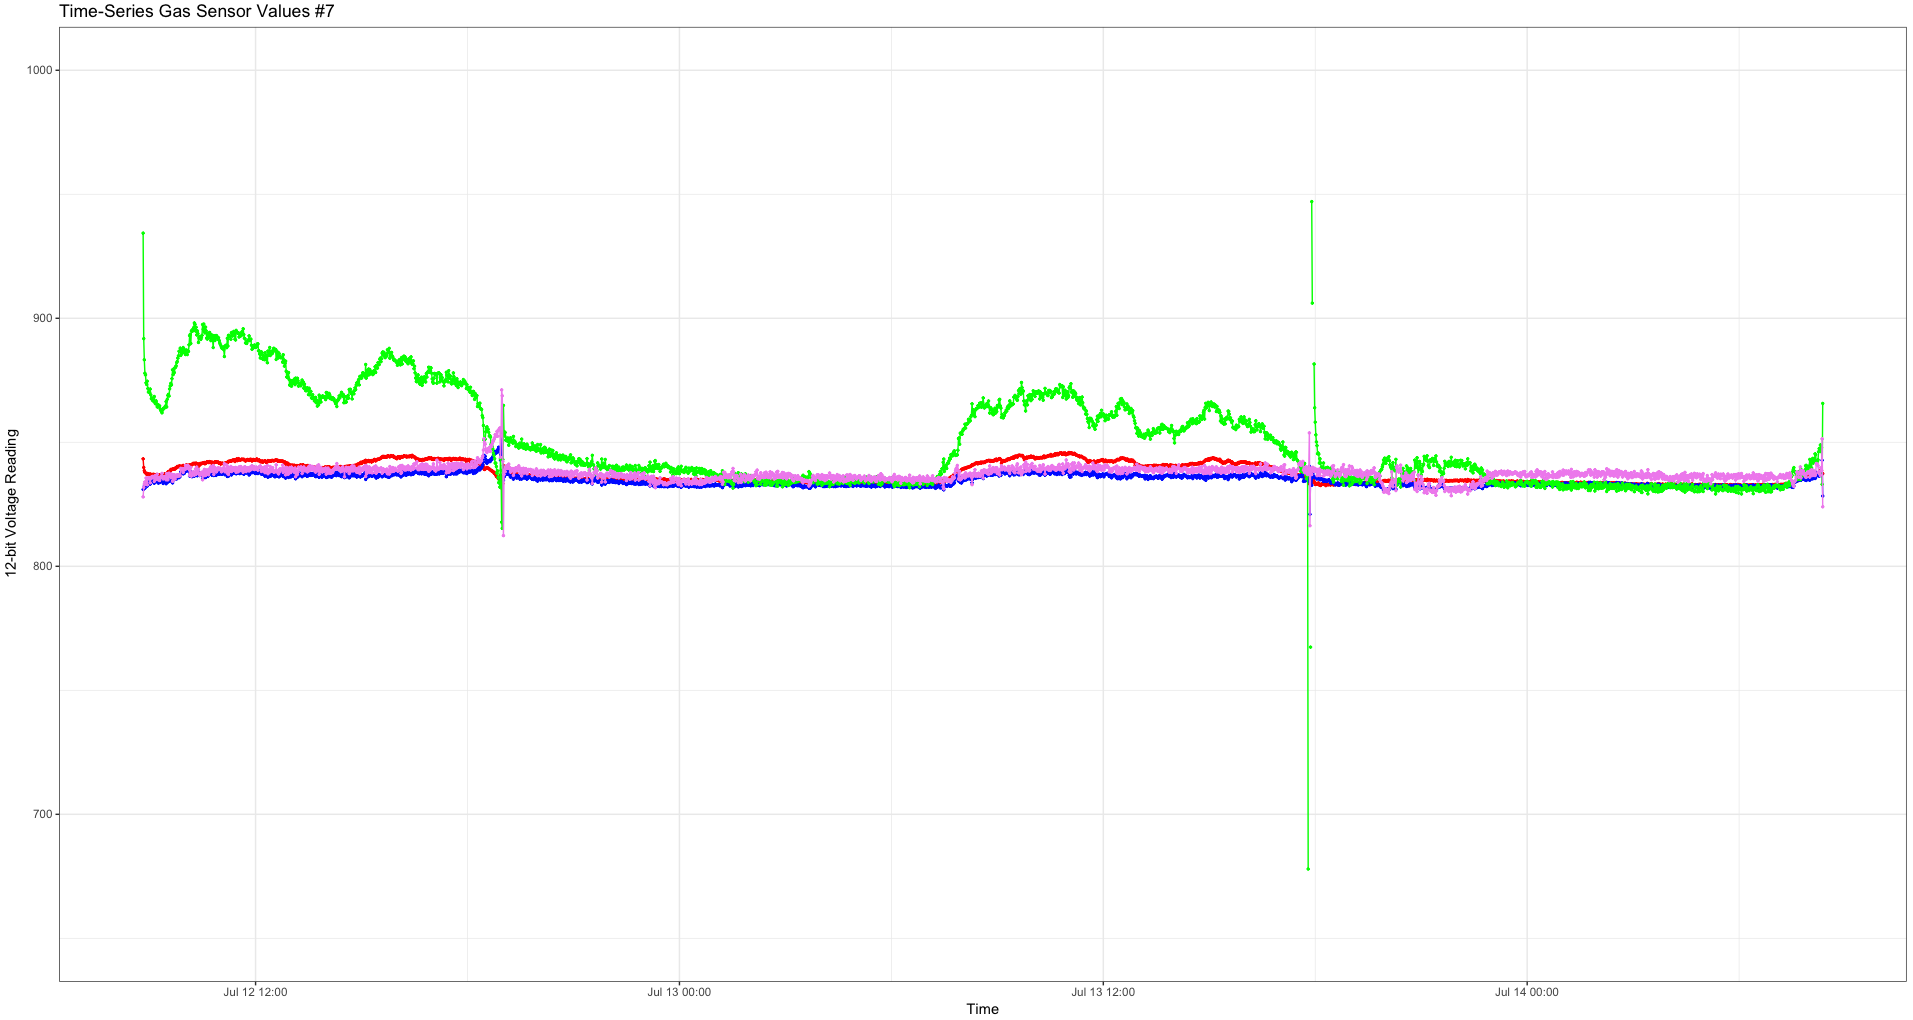 Time-Series Gas Sensor Values #7
12-bit Voltage Reading
1000
900
800
700
Jul 12 12:00
Jul 13 00:00
Jul 13 12:00
Jul 14 00:00
Time